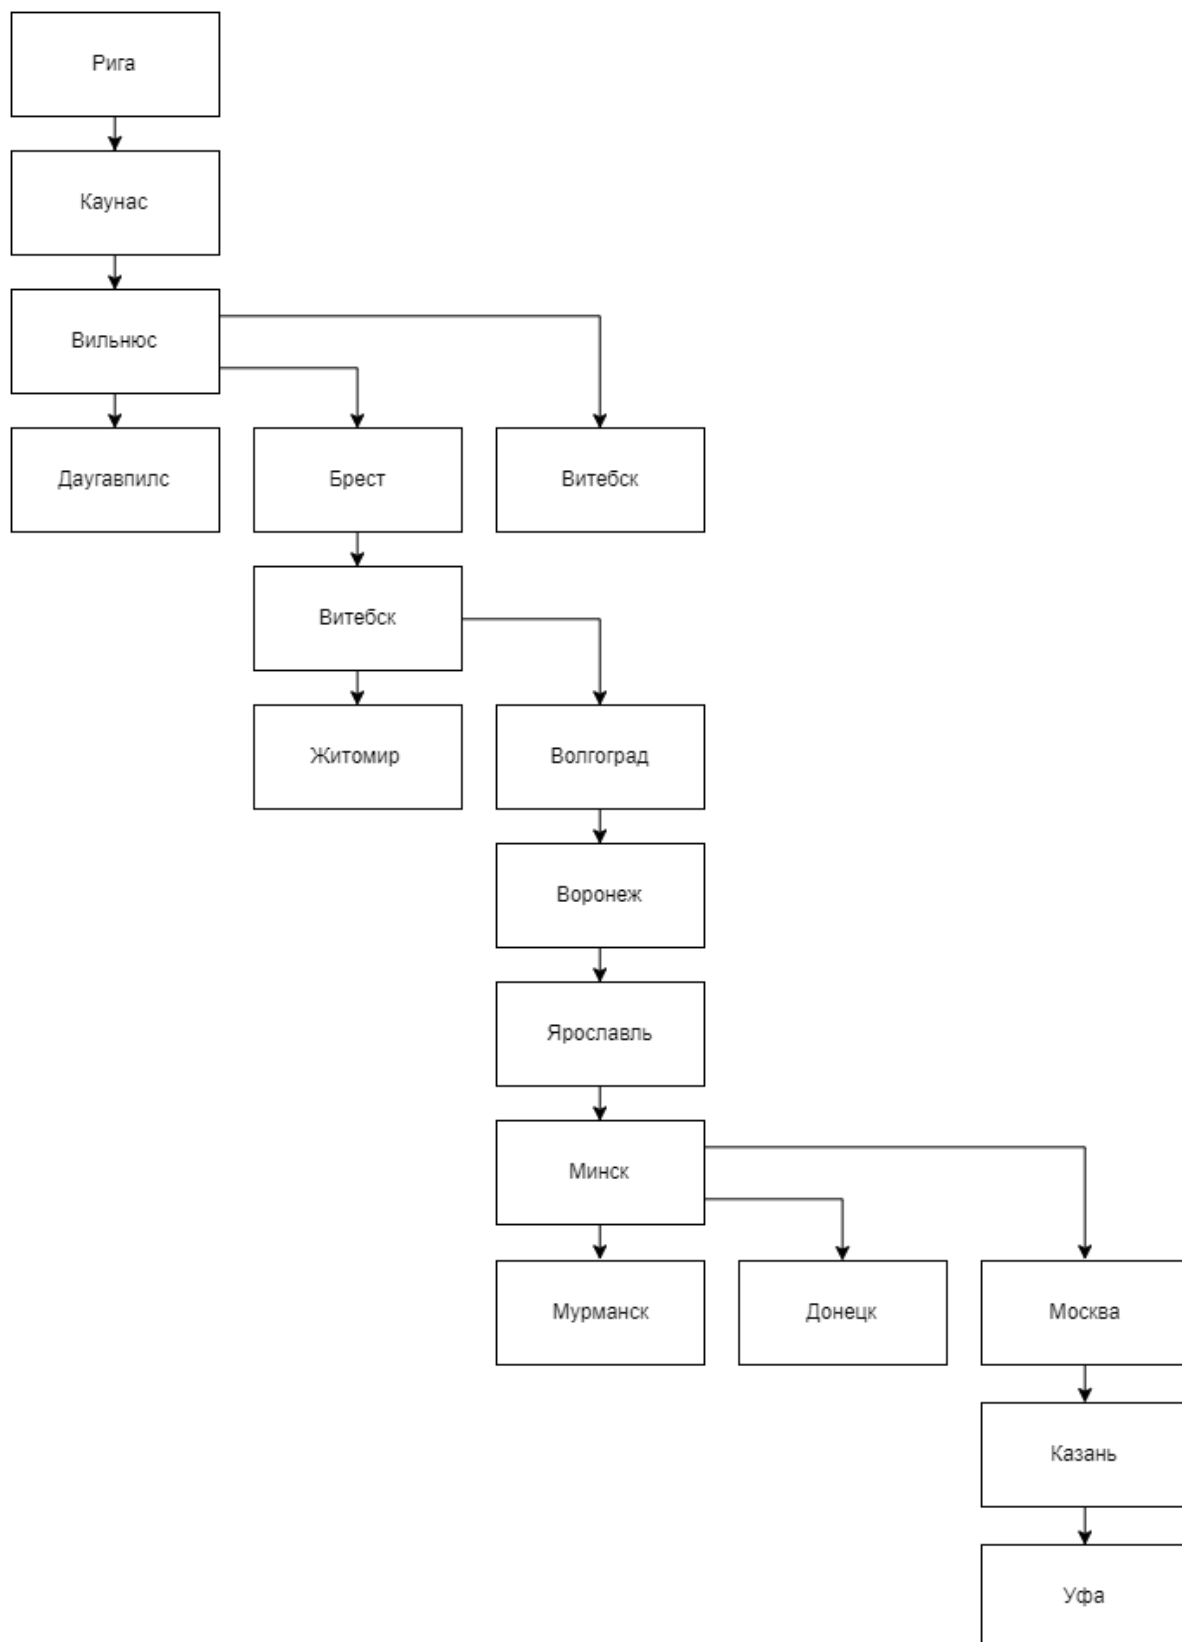 Рига
Каунас
Вильнюс
Даугавпилс
Брест
Витебск
Витебск
Житомир
Волгоград
Воронеж
Ярославль
Минск
Мурманск
Донецк
Москва
Казань
Уфа